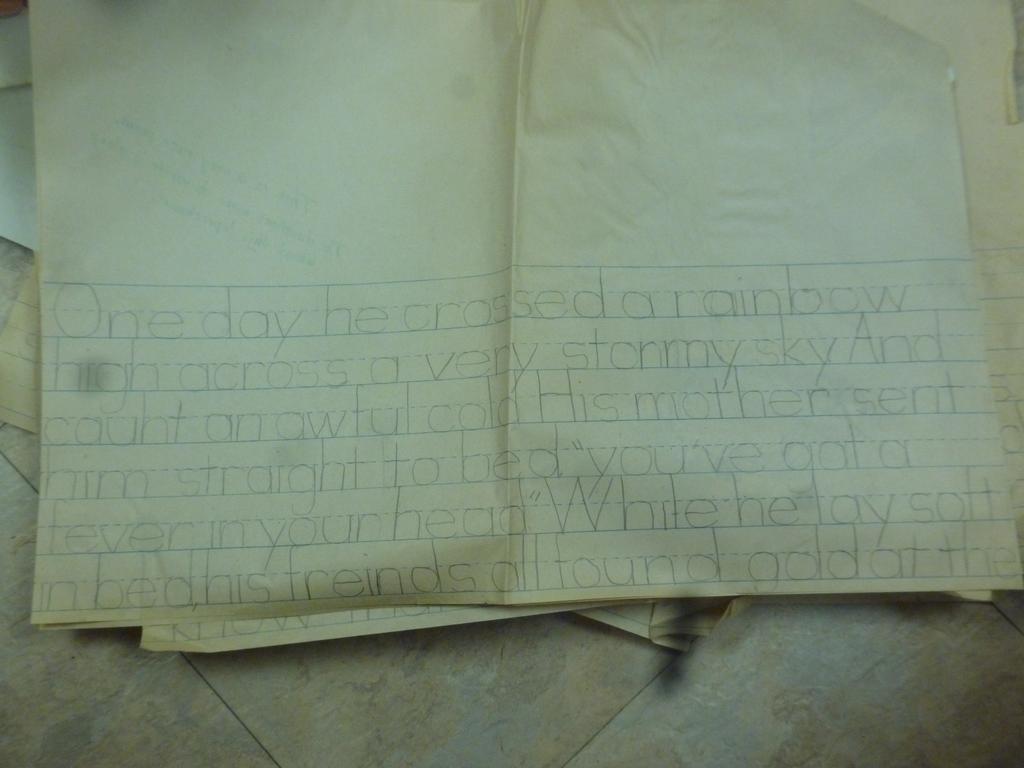 One day he crossed a rainbow
high across a very stormy sky And
cauht an awful cold His mother sent
him straight to bed "you've got a
fever in your head" While he lay soft
in bed, his freinds all found gold at the
know